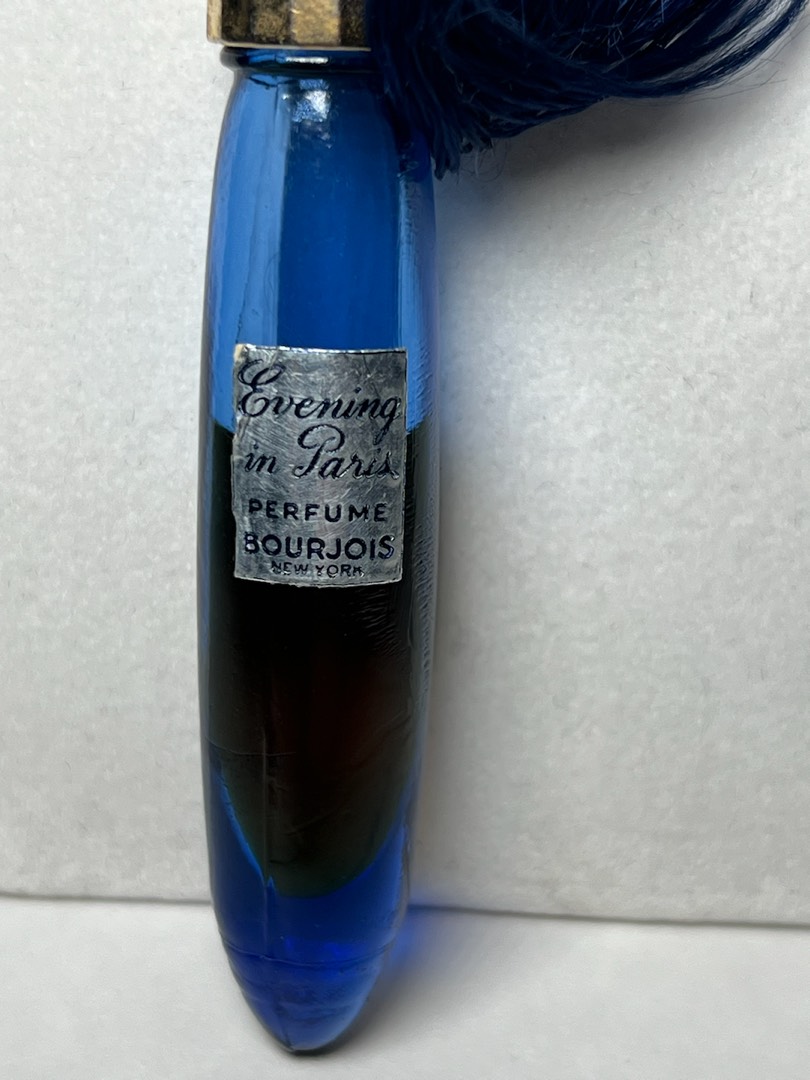 Evening
in Paris
PERFUME
BOURJOIS
NEW YORK